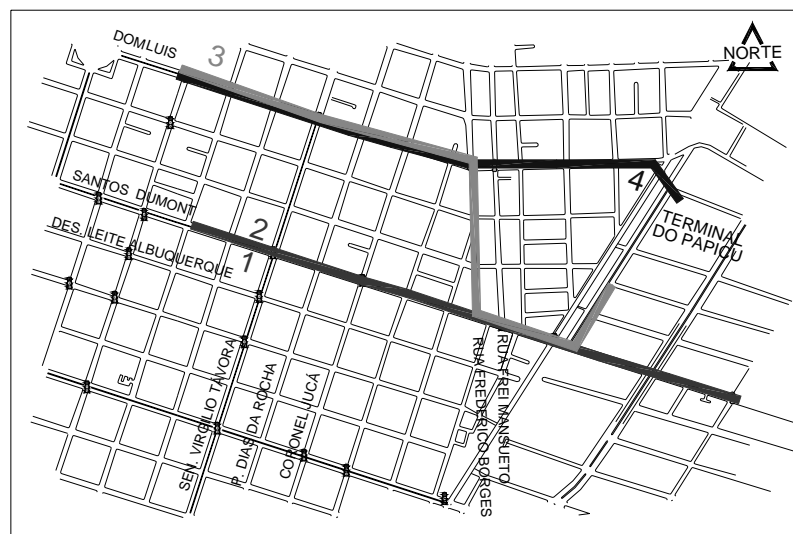 DOM LUIS
3
NORTE
4
TERMINAL
DO PAPICU
SANTOS DUMONT
2
DES. LEITE ALBUQUERQUE
1
SEN. VIRGILIO TÁVORA
P. DIAS DA ROCHA
CORONEL JUCÁ
RUA FREDERICO BORGES
RUA FREI MANSUETO